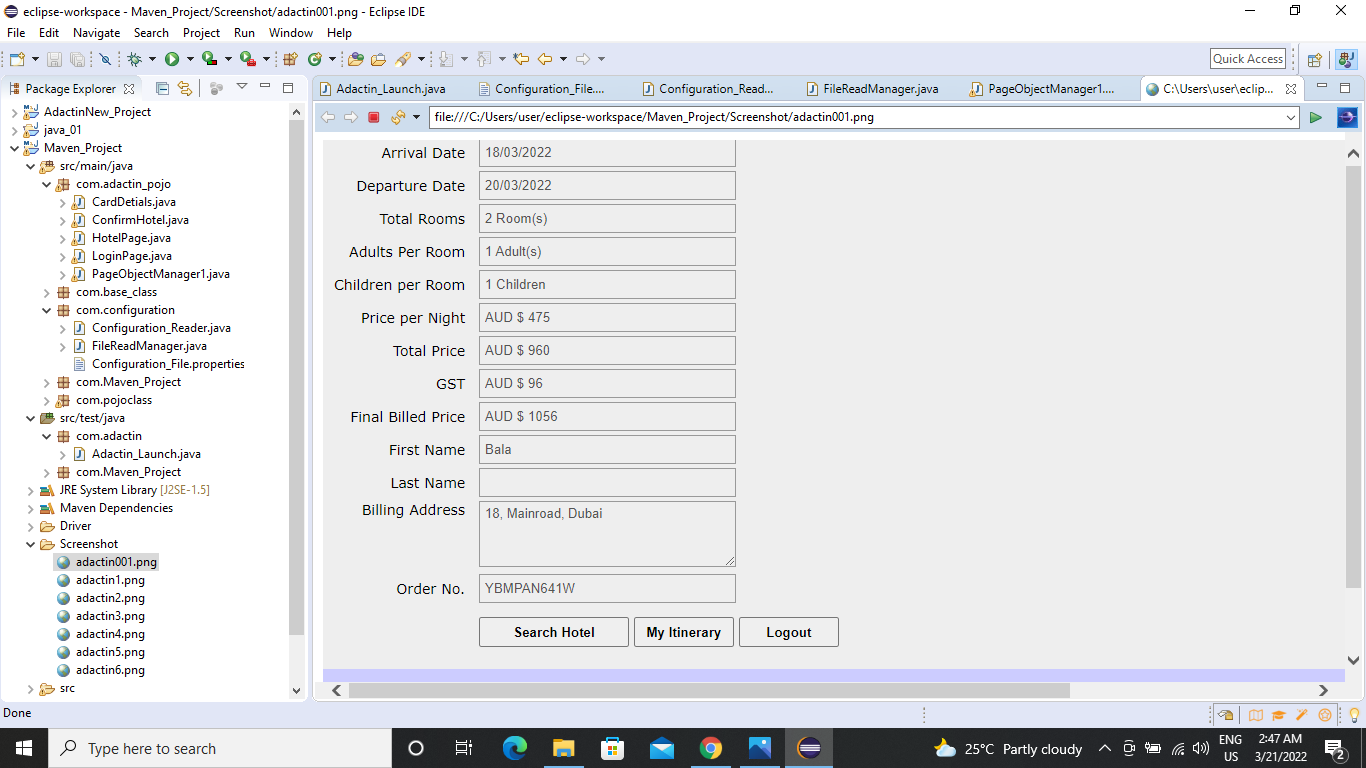 eclipse-workspace - Maven_Project/Screenshot/adactin001.png - Eclipse IDE
File Edit Navigate Search Project Run Window Help
Quick Access
Package Explorer
Adactin_Launch.java
Configuration_File....
Configuration_Read...
FileReadManager.java
PageObjectManager1....
C:\Users\user\eclip...
file:///C:/Users/user/eclipse-workspace/Maven_Project/Screenshot/adactin001.png
AdactinNew_Project
java_01
Maven_Project
src/main/java
com.adactin_pojo
CardDetials.java
ConfirmHotel.java
HotelPage.java
LoginPage.java
PageObjectManager1.java
com.base_class
com.configuration
Configuration_Reader.java
FileReadManager.java
Configuration_File.properties
com.Maven_Project
com.pojoclass
src/test/java
com.adactin
Adactin_Launch.java
com.Maven_Project
JRE System Library [J2SE-1.5]
Maven Dependencies
Driver
Screenshot
adactin001.png
adactin1.png
adactin2.png
adactin3.png
adactin4.png
adactin5.png
adactin6.png
src
Arrival Date 18/03/2022
Departure Date 20/03/2022
Total Rooms 2 Room(s)
Adults Per Room 1 Adult(s)
Children per Room 1 Children
Price per Night AUD $ 475
Total Price AUD $ 960
GST AUD $ 96
Final Billed Price AUD $ 1056
First Name Bala
Last Name
Billing Address 18, Mainroad, Dubai
Order No. YBMPAN641W
Search Hotel My Itinerary Logout
Done
Type here to search
25°C Partly cloudy
ENG
US
2:47 AM
3/21/2022
2